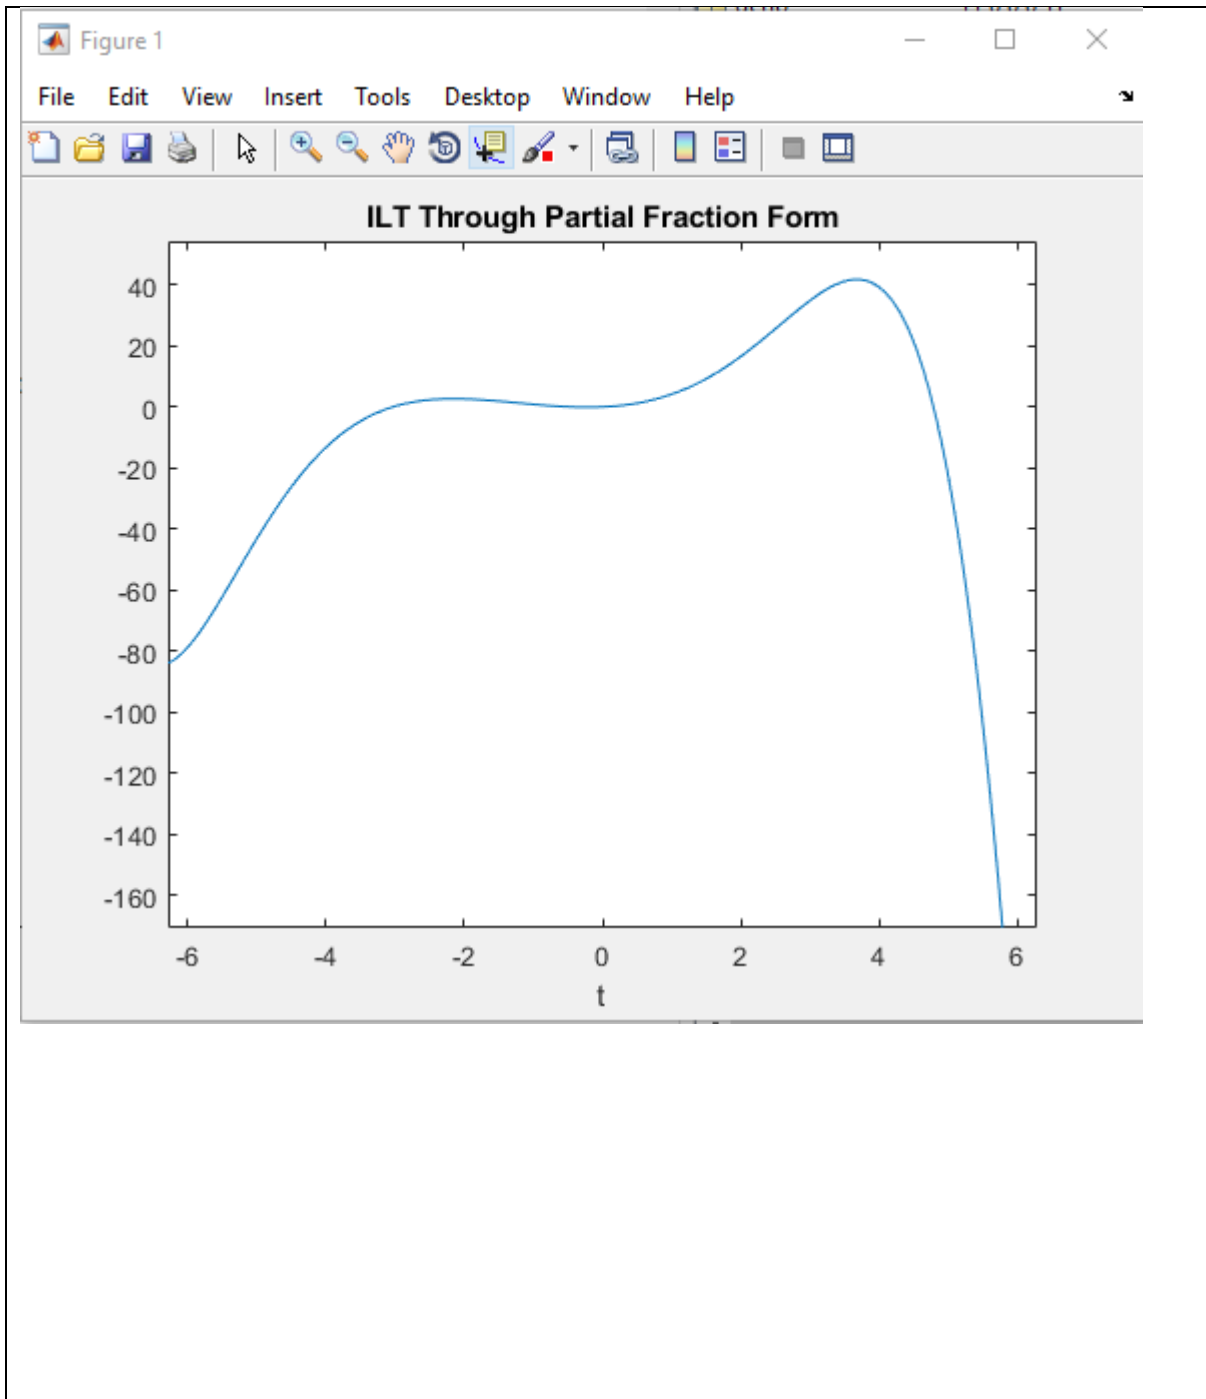 Figure 1
File Edit View Insert Tools Desktop Window Help
ILT Through Partial Fraction Form
40
20
0
-20
-40
-60
-80
-100
-120
-140
-160
-6 -4 -2 0 2 4 6
t